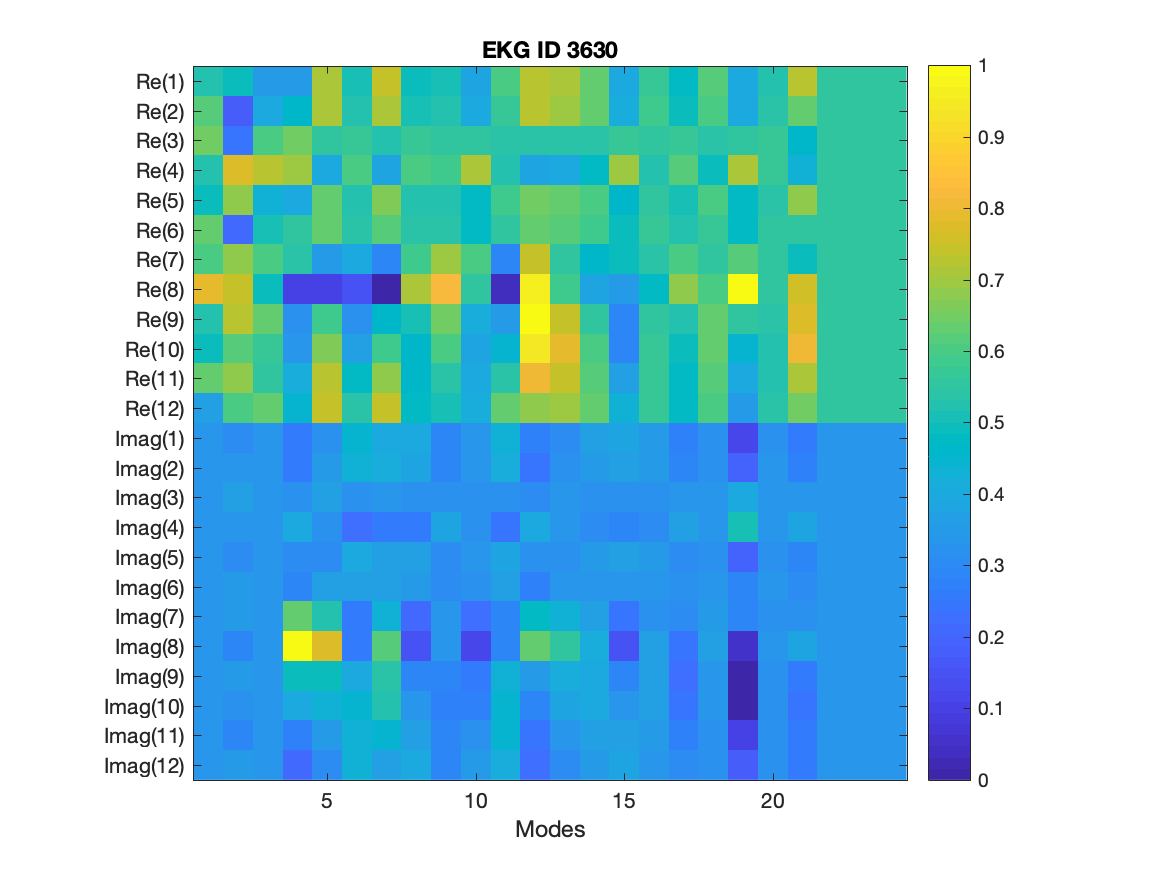 EKG ID 3630
Re(1)
Re(2)
Re(3)
Re(4)
Re(5)
Re(6)
Re(7)
Re(8)
Re(9)
Re(10)
Re(11)
Re(12)
Imag(1)
Imag(2)
Imag(3)
Imag(4)
Imag(5)
Imag(6)
Imag(7)
Imag(8)
Imag(9)
Imag(10)
Imag(11)
Imag(12)
5 10 15 20
Modes
1
0.9
0.8
0.7
0.6
0.5
0.4
0.3
0.2
0.1
0